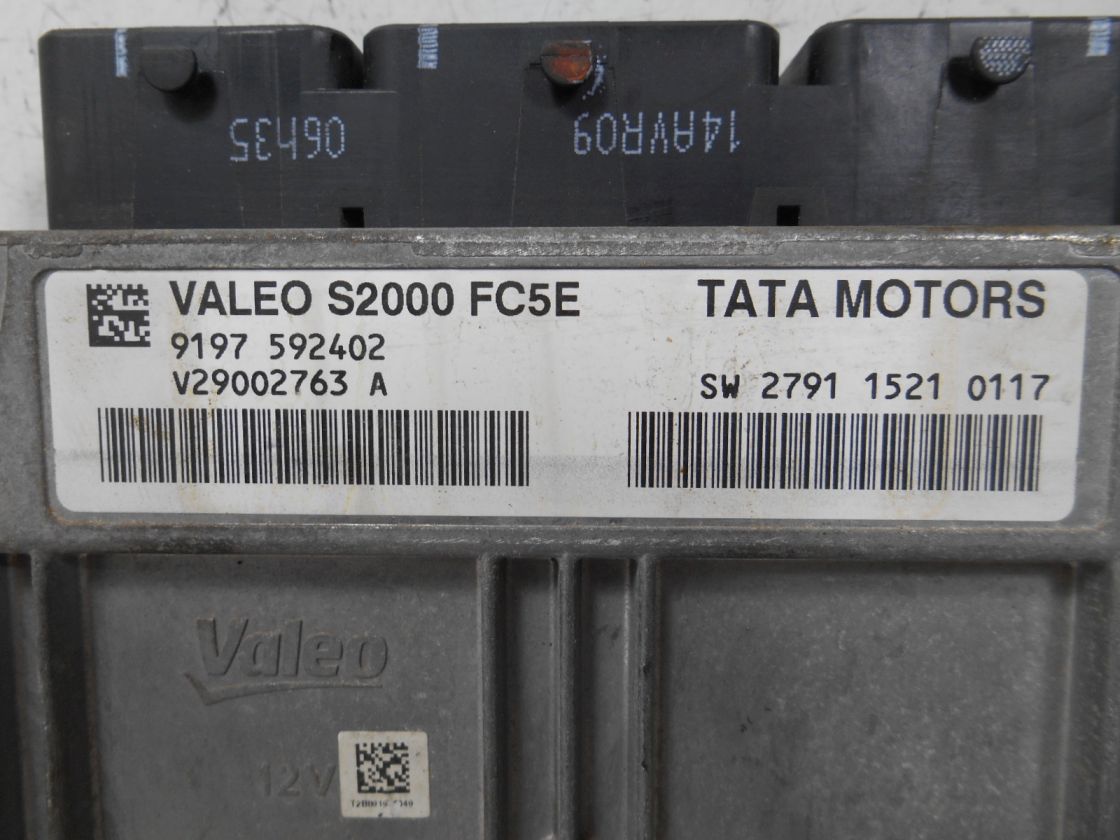 06h35
14AVR09
VALEO S2000 FC5E
TATA MOTORS
9197 592402
V29002763 A
SW 2791 1521 0117
Valeo
12V